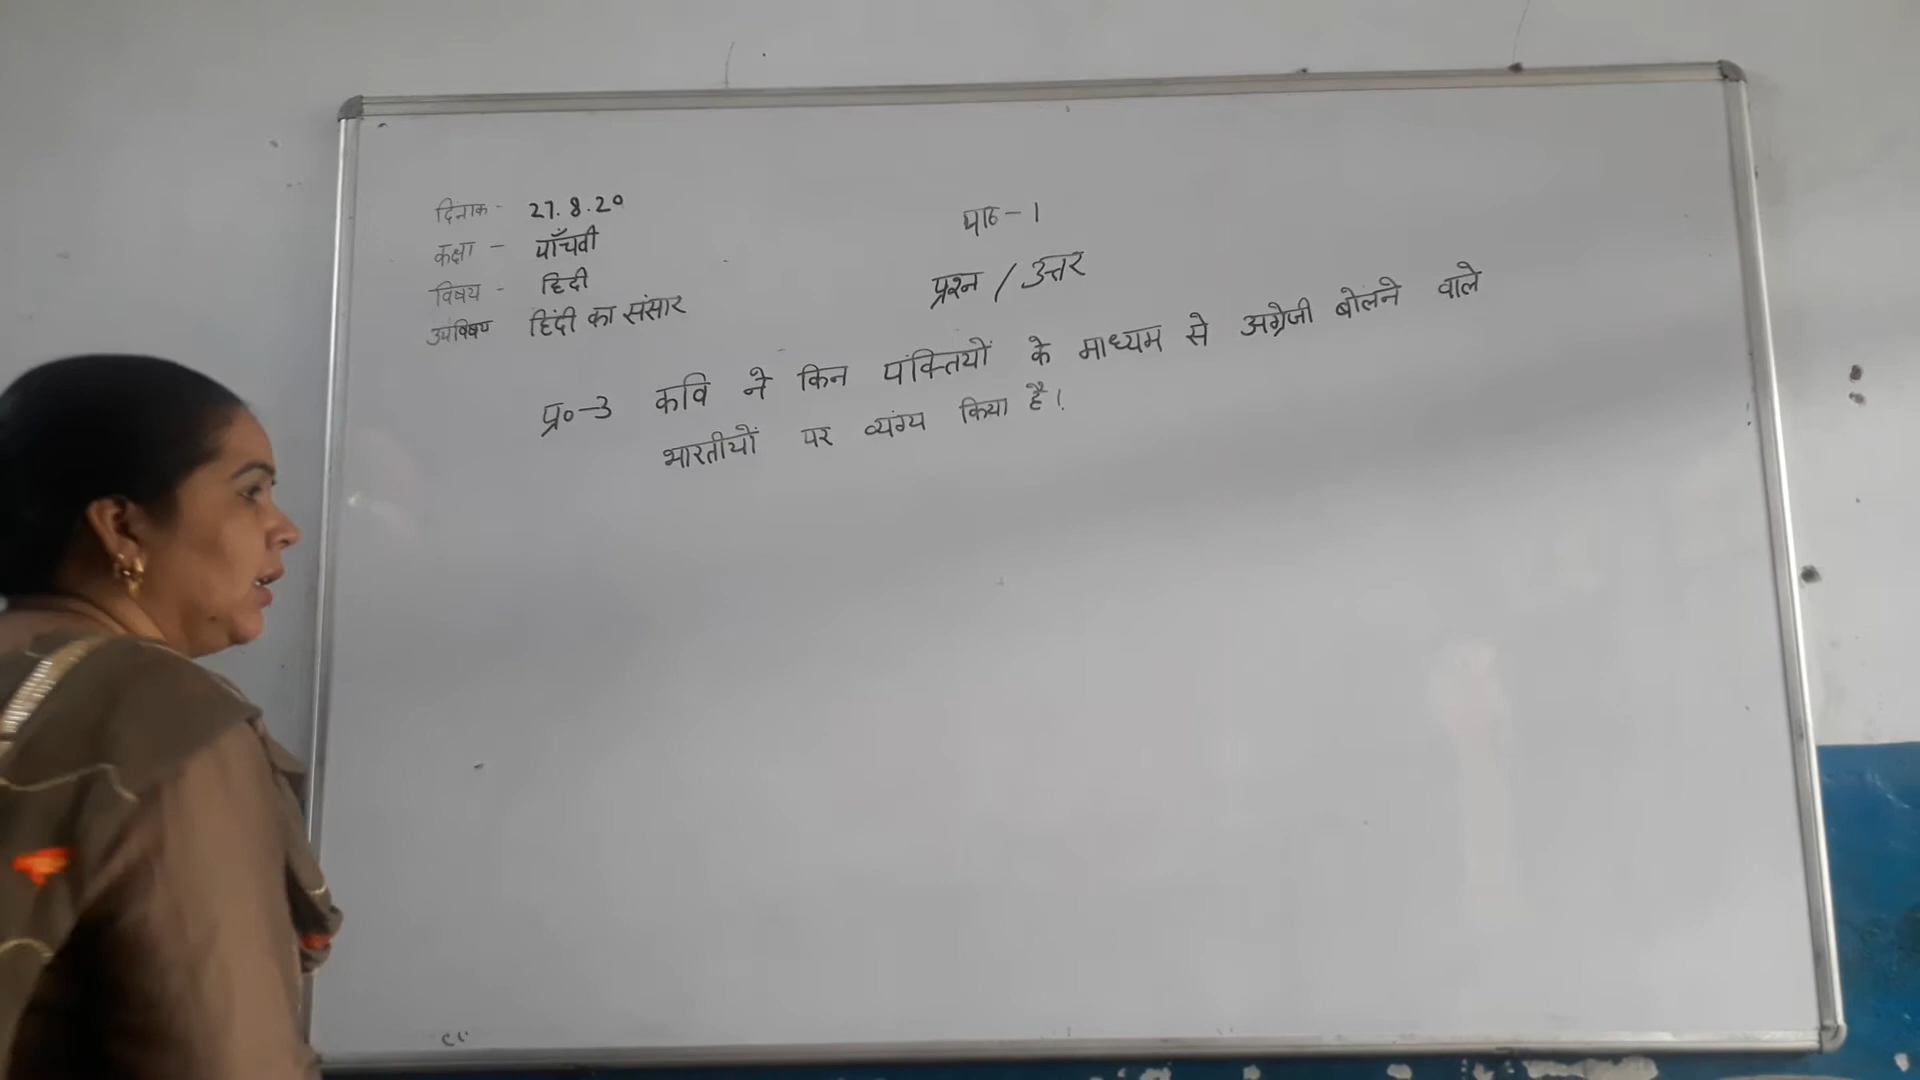 दिनाक - 27.8.20
कक्षा - पाँचवी
विषय - हिंदी
उपविषय हिंदी का संसार
पाठ-1
प्रश्न / उत्तर
प्र०-3 कवि ने किन पंक्तियों के माध्यम से अग्रेजी बोलने वाले
भारतीयों पर व्यंग्य किया है।